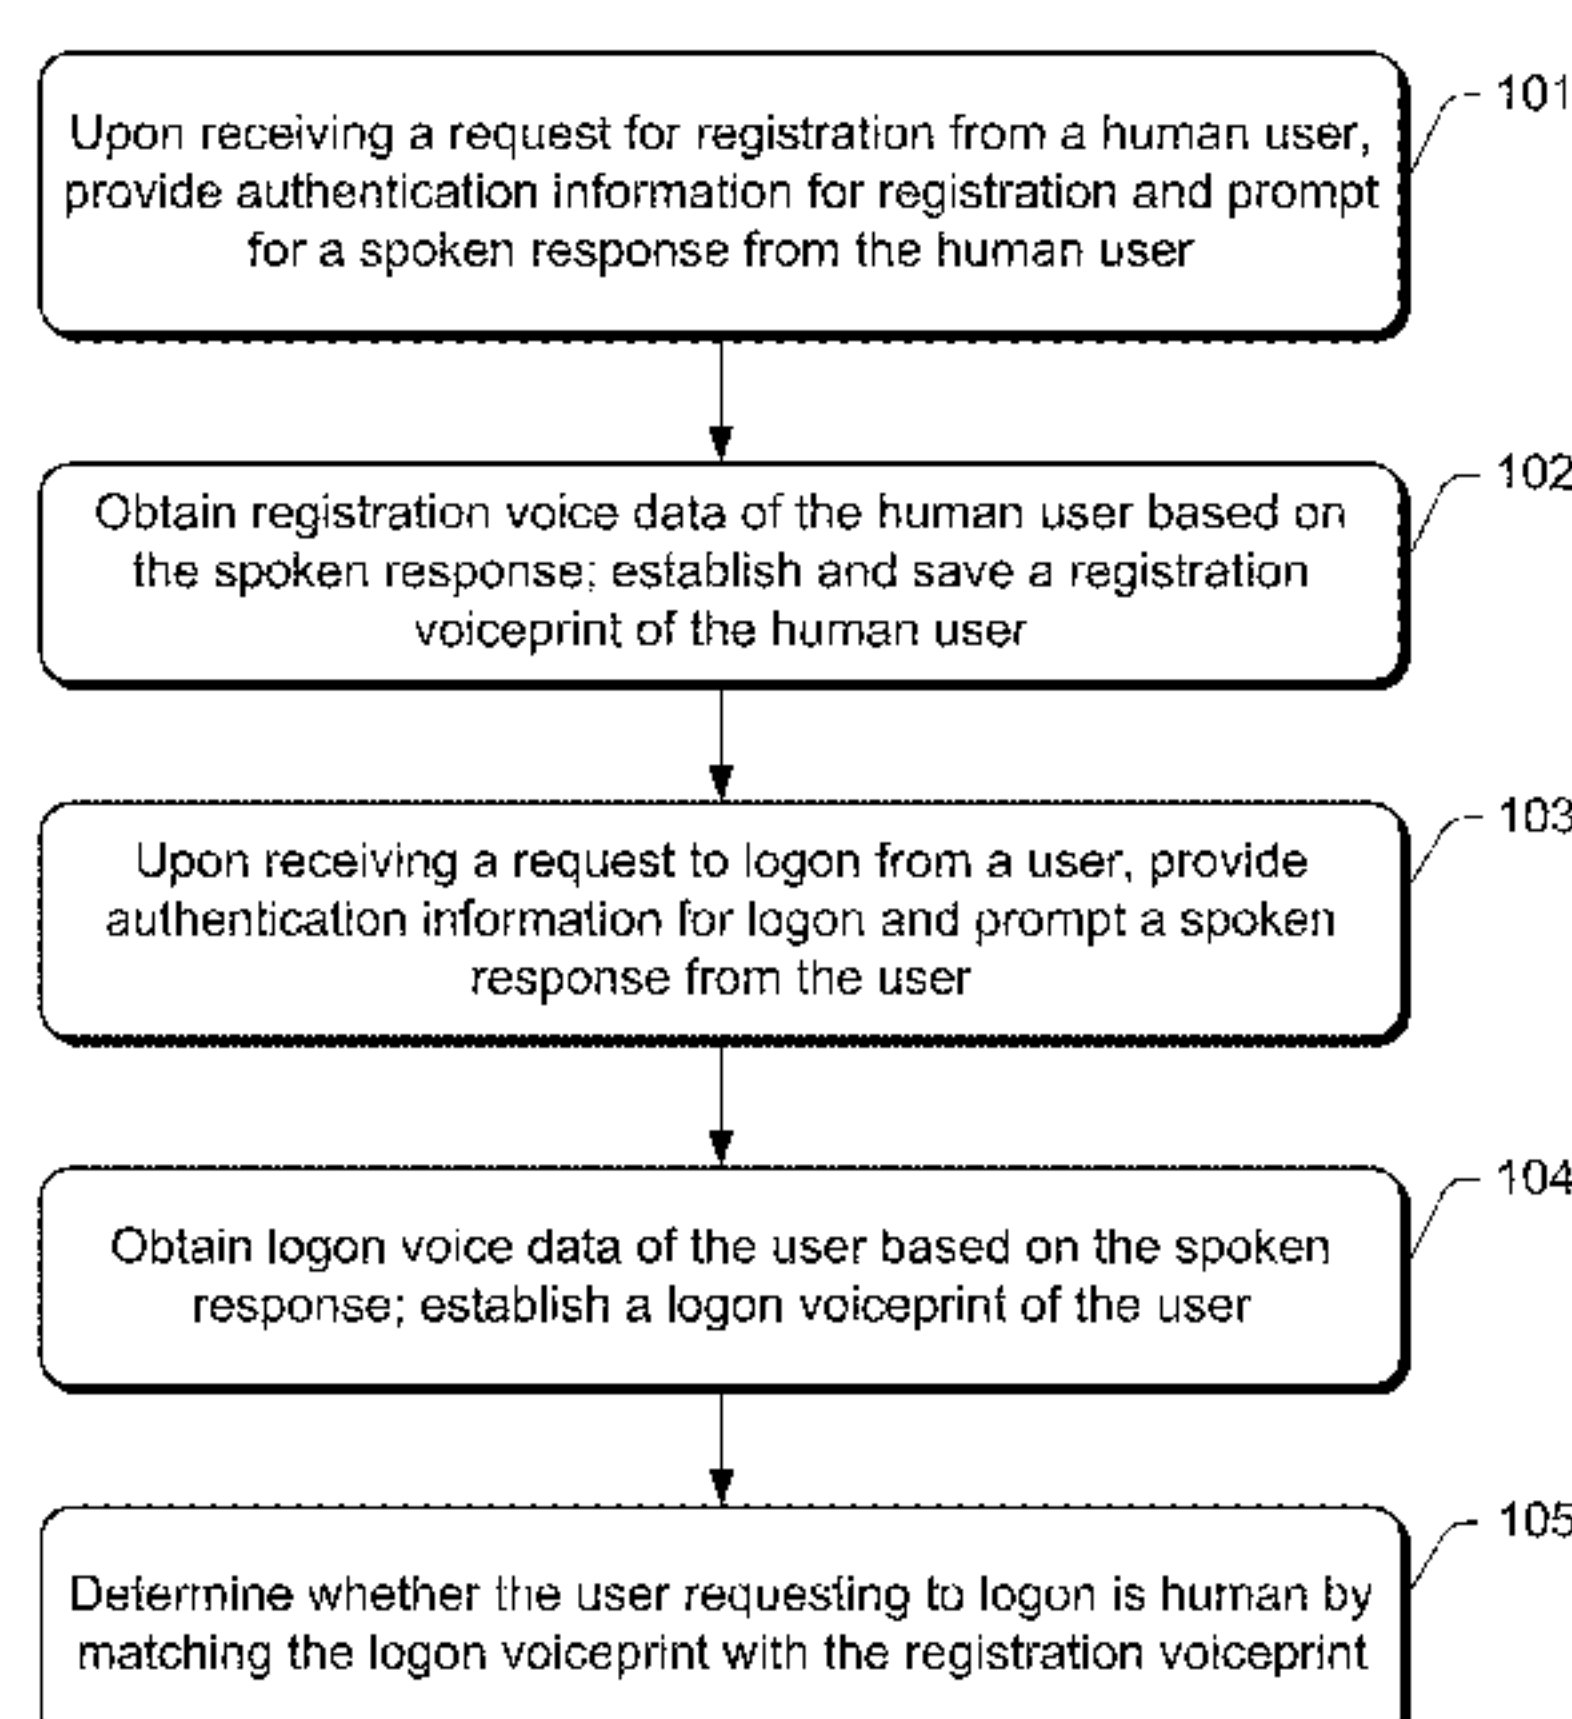 101
Upon receiving a request for registration from a human user,
provide authentication information for registration and prompt
for a spoken response from the human user
102
Obtain registration voice data of the human user based on
the spoken response; establish and save a registration
voiceprint of the human user
103
Upon receiving a request to logon from a user, provide
authentication information for logon and prompt a spoken
response from the user
104
Obtain logon voice data of the user based on the spoken
response; establish a logon voiceprint of the user
105
Determine whether the user requesting to logon is human by
matching the logon voiceprint with the registration voiceprint